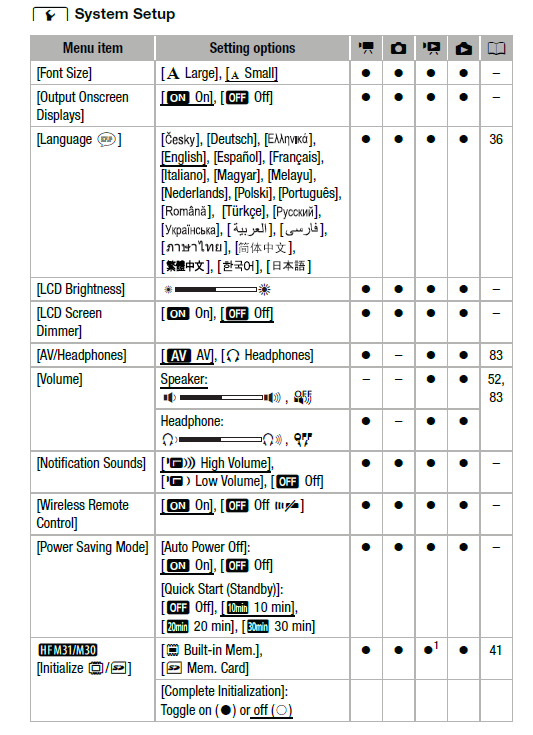 System Setup
Menu item Setting options
[Font Size] [A Large], [A Small] ● ● ● ● –
[Output Onscreen [ON On], [OFF Off] ● ● ● ● –
Displays]
[Language ] [Česky], [Deutsch], [Ελληνικά], ● ● ● ● 36
[English], [Español], [Français],
[Italiano], [Magyar], [Melayu],
[Nederlands], [Polski], [Português],
[Română], [Türkçe], [Русский],
[Українська], [العربية], [فارسی],
[ภาษาไทย], [简体中文],
[繁體中文], [한국어], [日本語]
[LCD Brightness] ● ● ● ● –
[LCD Screen [ON On], [OFF Off] ● ● ● ● –
Dimmer]
[AV/Headphones] [AV AV], [ Headphones] ● – ● ● 83
[Volume] Speaker: – – ● ● 52,
, OFF 83
Headphone: ● – ● ●
, OFF
[Notification Sounds] [ High Volume], ● ● ● ● –
[ Low Volume], [OFF Off]
[Wireless Remote [ON On], [OFF Off ] ● ● ● ● –
Control]
[Power Saving Mode] [Auto Power Off]: ● ● ● ● –
[ON On], [OFF Off]
[Quick Start (Standby)]:
[OFF Off], [10min 10 min],
[20min 20 min], [30min 30 min]
HF M31/M30 [ Built-in Mem.], ● ● ●1 ● 41
[Initialize /] [ Mem. Card]
[Complete Initialization]:
Toggle on (●) or off (○)